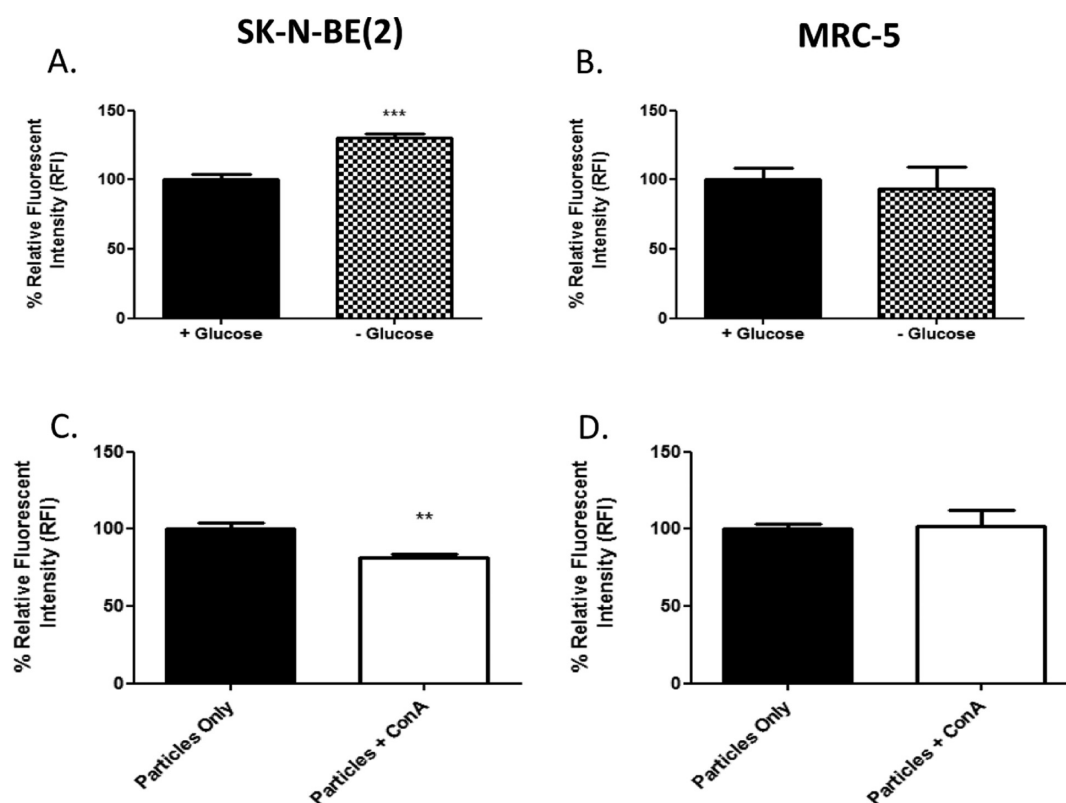 SK-N-BE(2)
MRC-5
A.
% Relative Fluorescent
Intensity (RFI)
150
100
50
0
***
+ Glucose
- Glucose
B.
% Relative Fluorescent
Intensity (RFI)
150
100
50
0
+ Glucose
- Glucose
C.
% Relative Fluorescent
Intensity (RFI)
150
100
50
0
**
Particles Only
Particles + ConA
D.
% Relative Fluorescent
Intensity (RFI)
150
100
50
0
Particles Only
Particles + ConA